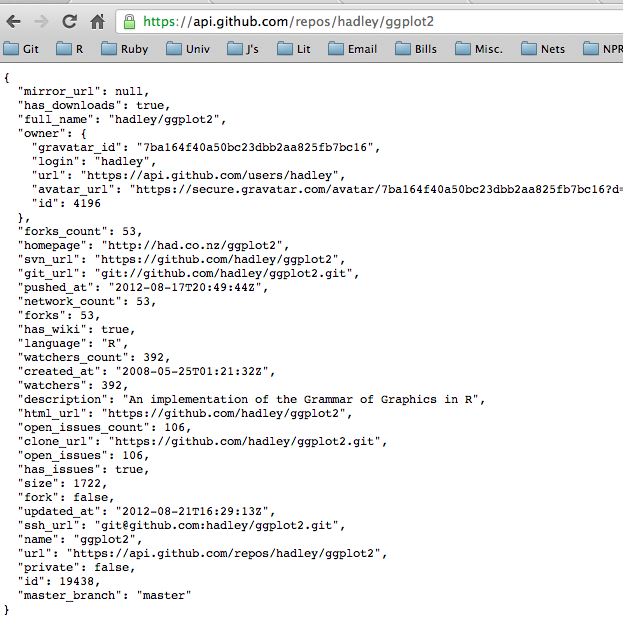 https://api.github.com/repos/hadley/ggplot2
Git R Ruby Univ J's Lit Email Bills Misc. Nets NPR
{
  "mirror_url": null,
  "has_downloads": true,
  "full_name": "hadley/ggplot2",
  "owner": {
    "gravatar_id": "7ba164f40a50bc23dbb2aa825fb7bc16",
    "login": "hadley",
    "url": "https://api.github.com/users/hadley",
    "avatar_url": "https://secure.gravatar.com/avatar/7ba164f40a50bc23dbb2aa825fb7bc16?d=
    "id": 4196
  },
  "forks_count": 53,
  "homepage": "http://had.co.nz/ggplot2",
  "svn_url": "https://github.com/hadley/ggplot2",
  "git_url": "git://github.com/hadley/ggplot2.git",
  "pushed_at": "2012-08-17T20:49:44Z",
  "network_count": 53,
  "forks": 53,
  "has_wiki": true,
  "language": "R",
  "watchers_count": 392,
  "created_at": "2008-05-25T01:21:32Z",
  "watchers": 392,
  "description": "An implementation of the Grammar of Graphics in R",
  "html_url": "https://github.com/hadley/ggplot2",
  "open_issues_count": 106,
  "clone_url": "https://github.com/hadley/ggplot2.git",
  "open_issues": 106,
  "has_issues": true,
  "size": 1722,
  "fork": false,
  "updated_at": "2012-08-21T16:29:13Z",
  "ssh_url": "git@github.com:hadley/ggplot2.git",
  "name": "ggplot2",
  "url": "https://api.github.com/repos/hadley/ggplot2",
  "private": false,
  "id": 19438,
  "master_branch": "master"
}